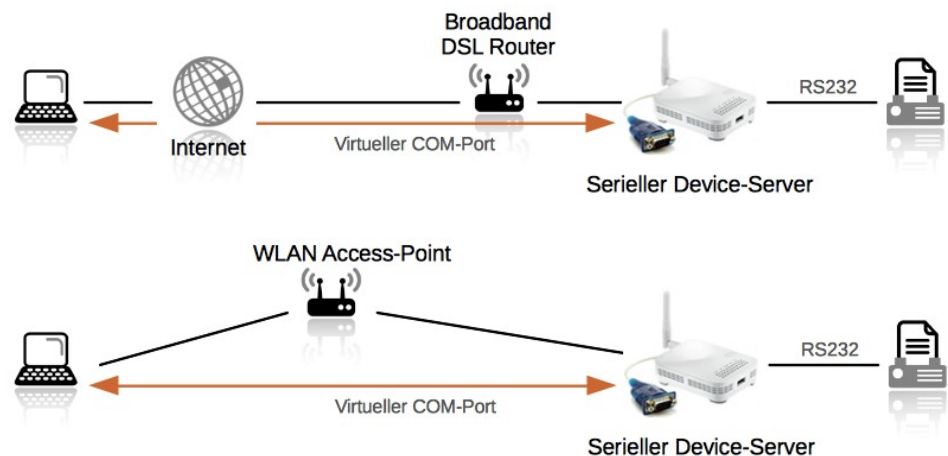 Broadband
DSL Router
RS232
Internet
Virtueller COM-Port
Serieller Device-Server
WLAN Access-Point
RS232
Virtueller COM-Port
Serieller Device-Server